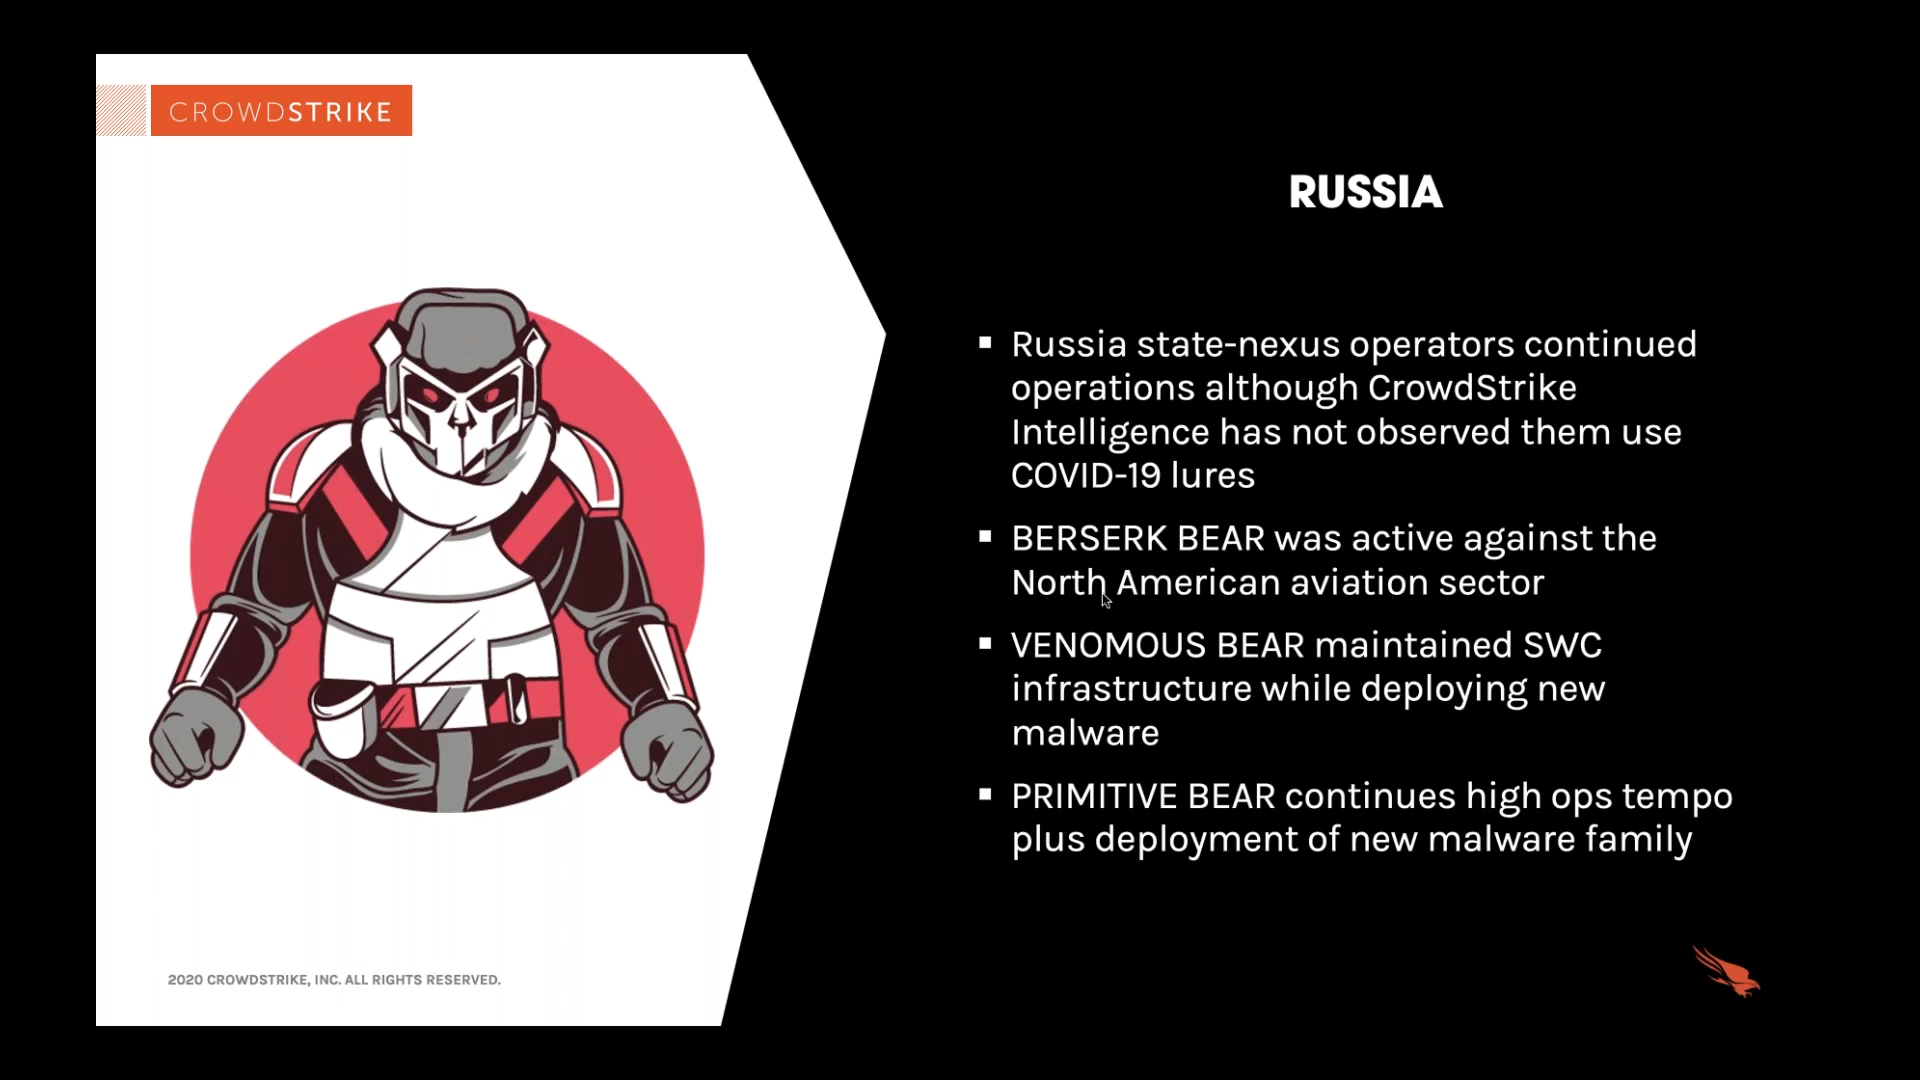 CROWDSTRIKE
RUSSIA
▪ Russia state-nexus operators continued
operations although CrowdStrike
Intelligence has not observed them use
COVID-19 lures
▪ BERSERK BEAR was active against the
North American aviation sector
▪ VENOMOUS BEAR maintained SWC
infrastructure while deploying new
malware
▪ PRIMITIVE BEAR continues high ops tempo
plus deployment of new malware family
2020 CROWDSTRIKE, INC. ALL RIGHTS RESERVED.